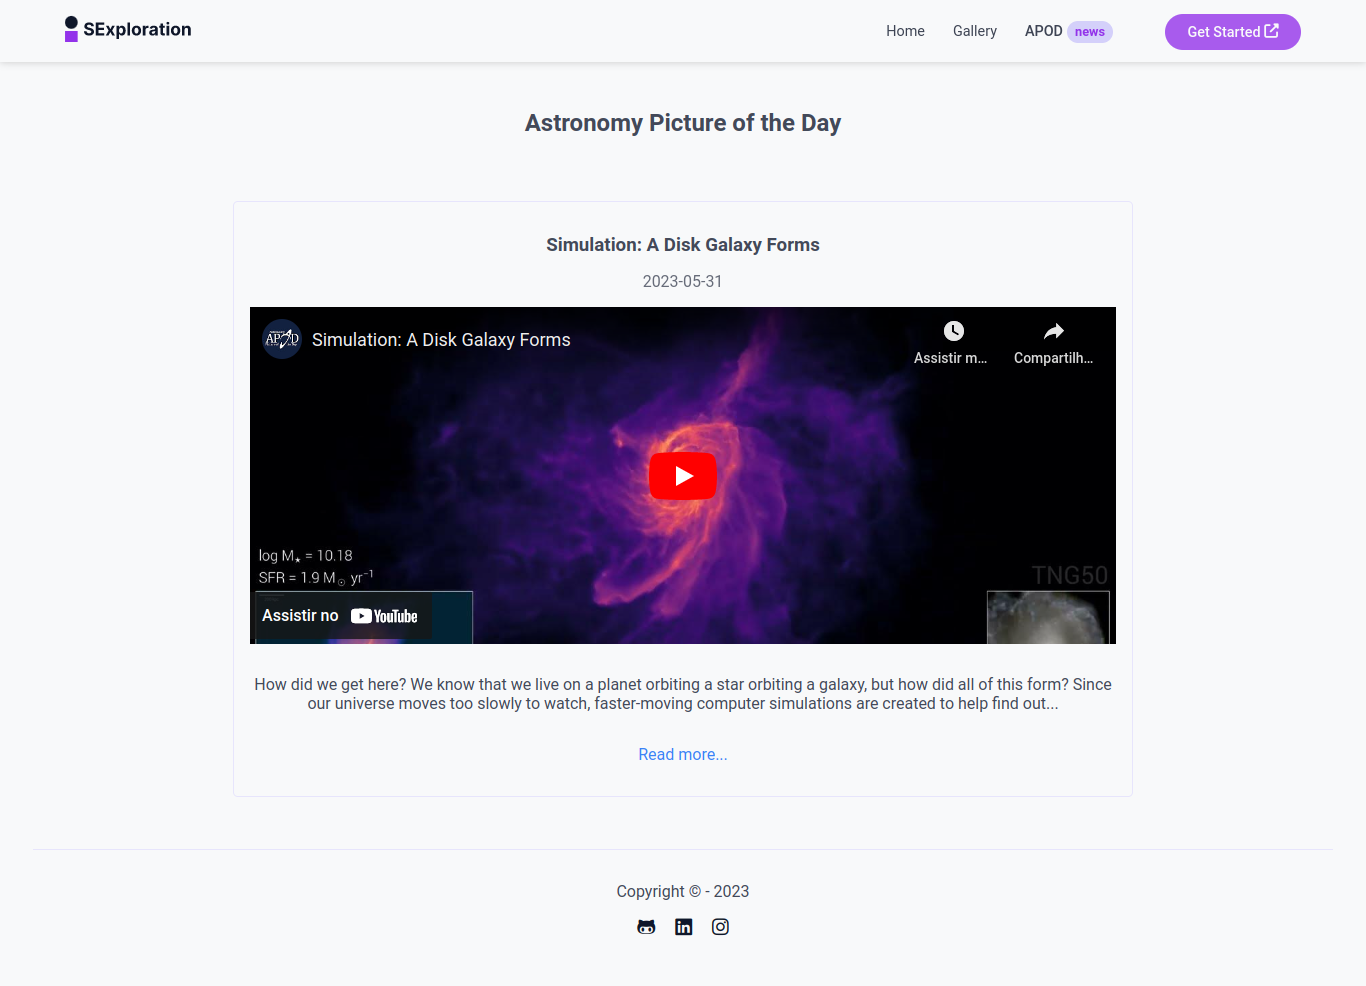 SExploration
Home
Gallery
APOD news
Get Started
Astronomy Picture of the Day
Simulation: A Disk Galaxy Forms
2023-05-31
APOD
Simulation: A Disk Galaxy Forms
Assistir m...
Compartilh...
log M⋆ = 10.18
SFR = 1.9 M☉ yr⁻¹
TNG50
Assistir no YouTube
How did we get here? We know that we live on a planet orbiting a star orbiting a galaxy, but how did all of this form? Since
our universe moves too slowly to watch, faster-moving computer simulations are created to help find out...
Read more...
Copyright © - 2023
in